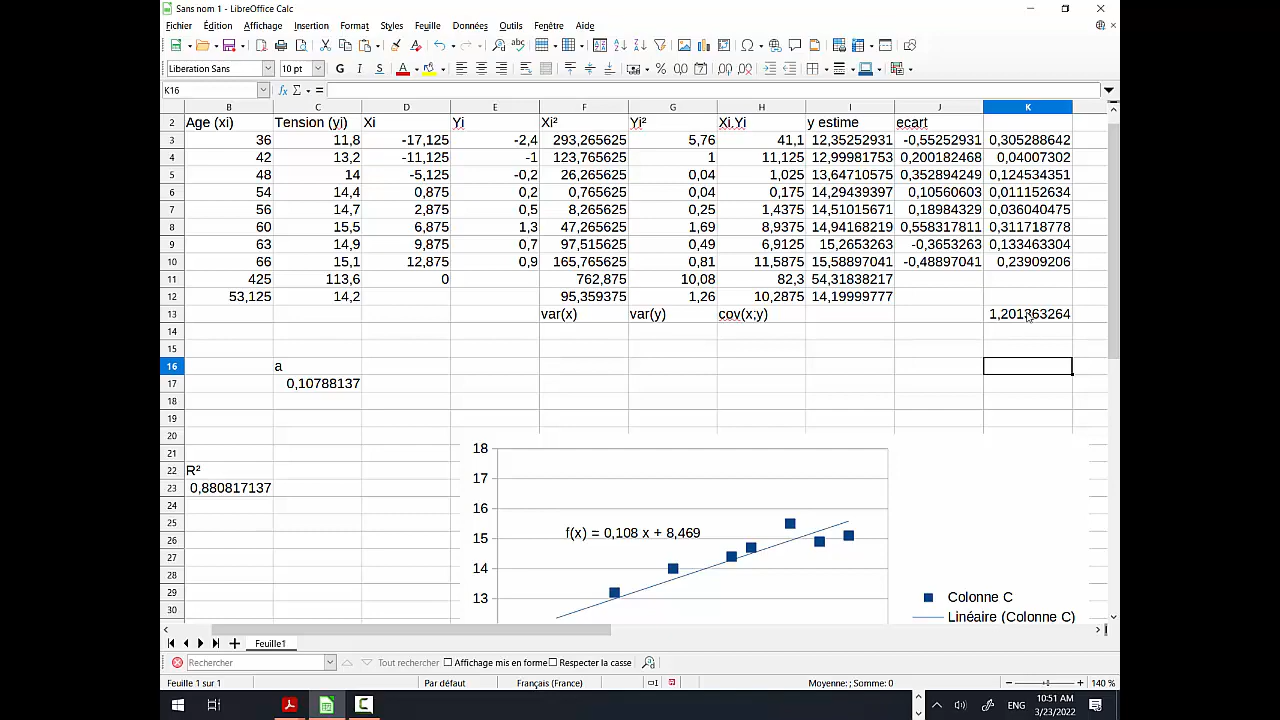 Sans nom 1 - LibreOffice Calc
Fichier Édition Affichage Insertion Format Styles Feuille Données Outils Fenêtre Aide
Liberation Sans 10 pt
K16
B C D E F G H I J K
2 Age (xi) Tension (yi) Xi Yi Xi² Yi² Xi.Yi y estime ecart
3 36 11,8 -17,125 -2,4 293,265625 5,76 41,1 12,35252931 -0,55252931 0,305288642
4 42 13,2 -11,125 -1 123,765625 1 11,125 12,99981753 0,200182468 0,04007302
5 48 14 -5,125 -0,2 26,265625 0,04 1,025 13,64710575 0,352894249 0,124534351
6 54 14,4 0,875 0,2 0,765625 0,04 0,175 14,29439397 0,10560603 0,011152634
7 56 14,7 2,875 0,5 8,265625 0,25 1,4375 14,51015671 0,18984329 0,036040475
8 60 15,5 6,875 1,3 47,265625 1,69 8,9375 14,94168219 0,558317811 0,311718778
9 63 14,9 9,875 0,7 97,515625 0,49 6,9125 15,2653263 -0,3653263 0,133463304
10 66 15,1 12,875 0,9 165,765625 0,81 11,5875 15,58897041 -0,48897041 0,23909206
11 425 113,6 0 762,875 10,08 82,3 54,31838217
12 53,125 14,2 95,359375 1,26 10,2875 14,19999777
13 var(x) var(y) cov(x;y) 1,201363264
14
15
16 a
17 0,10788137
18
19
20
21
22 R²
23 0,880817137
24
25
26
27
28
29
30
18
17
16
15
14
13
f(x) = 0,108 x + 8,469
Colonne C
Linéaire (Colonne C)
Feuille1
Rechercher Tout rechercher Affichage mis en forme Respecter la casse
Feuille 1 sur 1 Par défaut Français (France) Moyenne: ; Somme: 0 140 %
ENG 10:51 AM
3/23/2022